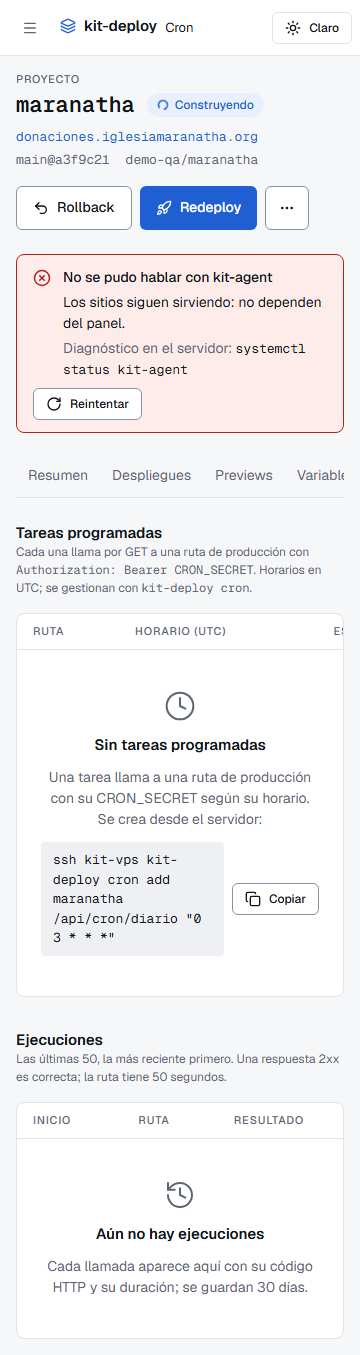 kit-deploy Cron
Claro
PROYECTO
maranatha
Construyendo
donaciones.iglesiamaranatha.org
main@a3f9c21 demo-qa/maranatha
Rollback
Redeploy
No se pudo hablar con kit-agent
Los sitios siguen sirviendo: no dependen
del panel.
Diagnóstico en el servidor: systemctl
status kit-agent
Reintentar
Resumen Despliegues Previews Variable
Tareas programadas
Cada una llama por GET a una ruta de producción con
Authorization: Bearer CRON_SECRET. Horarios en
UTC; se gestionan con kit-deploy cron.
RUTA HORARIO (UTC) ES
Sin tareas programadas
Una tarea llama a una ruta de producción
con su CRON_SECRET según su horario.
Se crea desde el servidor:
ssh kit-vps kit-
deploy cron add
maranatha
/api/cron/diario "0
3 * * *"
Copiar
Ejecuciones
Las últimas 50, la más reciente primero. Una respuesta 2xx
es correcta; la ruta tiene 50 segundos.
INICIO RUTA RESULTADO
Aún no hay ejecuciones
Cada llamada aparece aquí con su código
HTTP y su duración; se guardan 30 días.